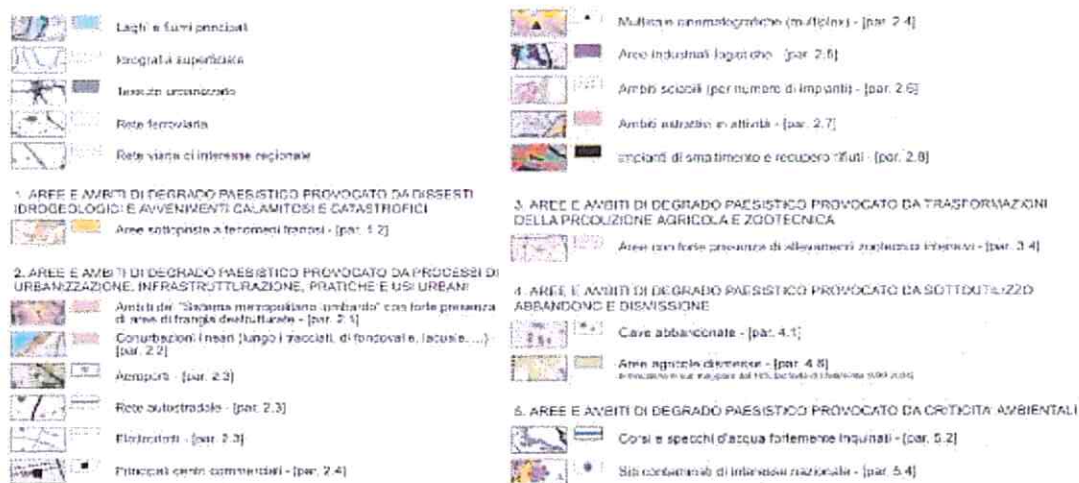 Laghi e fiumi principali
Idrografia superficiale
Tessuto urbanizzato
Rete ferroviaria
Rete viaria di interesse regionale
1. AREE E AMBITI DI DEGRADO PAESISTICO PROVOCATO DA DISSESTI
IDROGEOLOGICI E AVVENIMENTI CALAMITOSI E CATASTROFICI
Aree sottoposte a fenomeni franosi - [par. 1.2]
2. AREE E AMBITI DI DEGRADO PAESISTICO PROVOCATO DA PROCESSI DI
URBANIZZAZIONE, INFRASTRUTTURAZIONE, PRATICHE E USI URBANI
Ambiti del "Sistema metropolitano lombardo" con forte presenza
di aree di frangia destrutturate - [par. 2.1]
Conurbazioni lineari (lungo i tracciati, di fondovalle, lacuale, ...) -
[par. 2.2]
Aeroporti - [par. 2.3]
Rete autostradale - [par. 2.3]
Elettrodotti - [par. 2.3]
Principali centri commerciali - [par. 2.4]
Multisale cinematografiche (multiplex) - [par. 2.4]
Aree industriali-logistiche - [par. 2.5]
Ambiti sciabili (per numero di impianti) - [par. 2.6]
Ambiti estrattivi in attività - [par. 2.7]
Impianti di smaltimento e recupero rifiuti - [par. 2.8]
3. AREE E AMBITI DI DEGRADO PAESISTICO PROVOCATO DA TRASFORMAZIONI
DELLA PRODUZIONE AGRICOLA E ZOOTECNICA
Aree con forte presenza di allevamenti zootecnici intensivi - [par. 3.4]
4. AREE E AMBITI DI DEGRADO PAESISTICO PROVOCATO DA SOTTOUTILIZZO
ABBANDONO E DISMISSIONE
Cave abbandonate - [par. 4.1]
Aree agricole dismesse - [par. 4.8]
5. AREE E AMBITI DI DEGRADO PAESISTICO PROVOCATO DA CRITICITA' AMBIENTALI
Corsi e specchi d'acqua fortemente inquinati - [par. 5.2]
Siti contaminati di interesse nazionale - [par. 5.4]